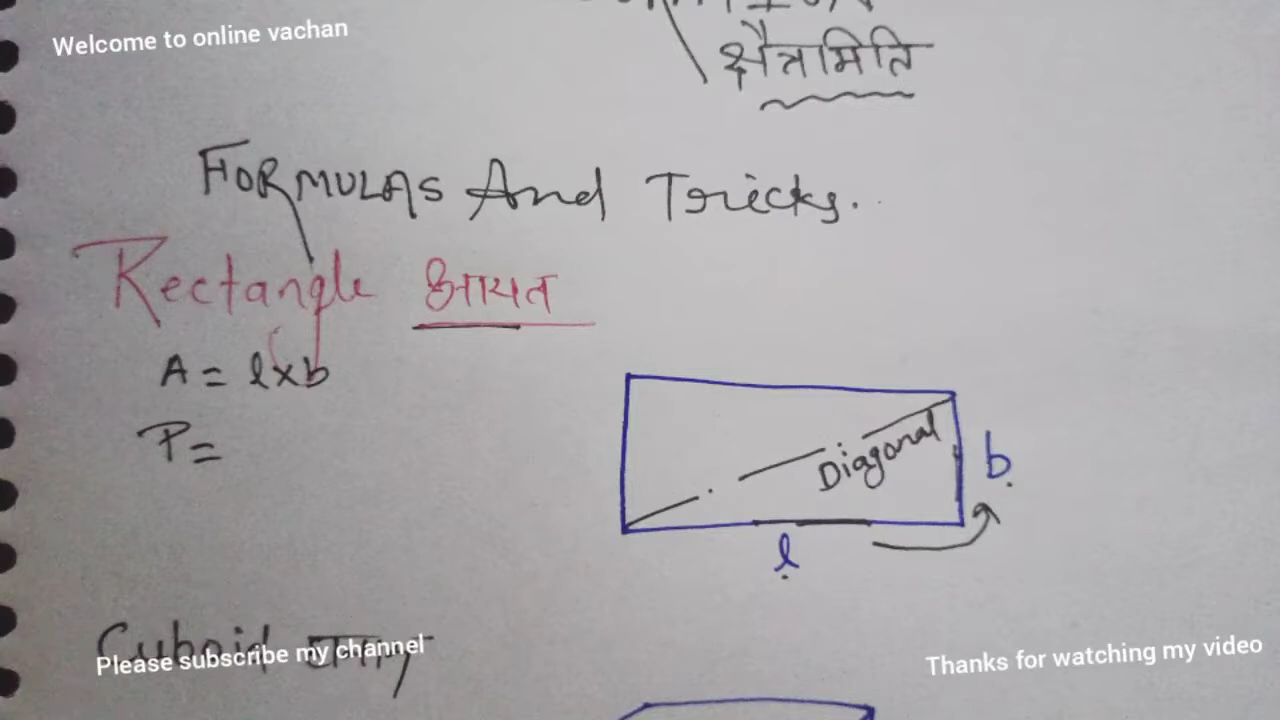 Welcome to online vachan
क्षैत्रमिति
FORMULAS And Tricks.
Rectangle आयत
A = l×b
P =
Diagonal
b
l
Cuboid
Please subscribe my channel
Thanks for watching my video